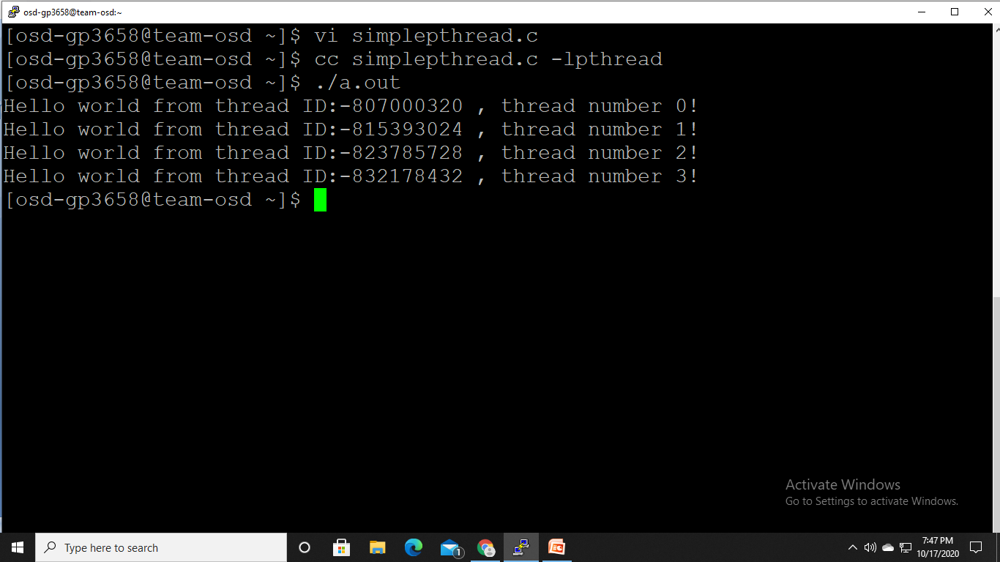 osd-gp3658@team-osd:~
[osd-gp3658@team-osd ~]$ vi simplepthread.c
[osd-gp3658@team-osd ~]$ cc simplepthread.c -lpthread
[osd-gp3658@team-osd ~]$ ./a.out
Hello world from thread ID:-807000320 , thread number 0!
Hello world from thread ID:-815393024 , thread number 1!
Hello world from thread ID:-823785728 , thread number 2!
Hello world from thread ID:-832178432 , thread number 3!
[osd-gp3658@team-osd ~]$
Activate Windows
Go to Settings to activate Windows.
Type here to search
1
7:47 PM
10/17/2020